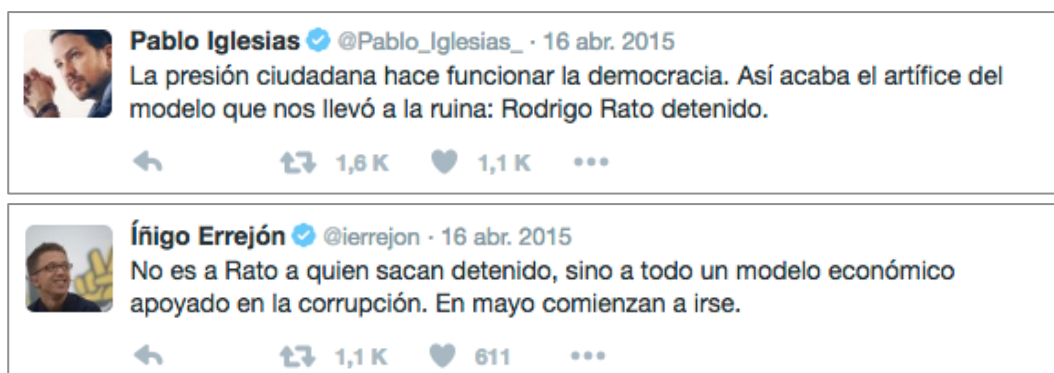 Pablo Iglesias @Pablo_Iglesias_ · 16 abr. 2015
La presión ciudadana hace funcionar la democracia. Así acaba el artífice del
modelo que nos llevó a la ruina: Rodrigo Rato detenido.
1,6 K 1,1 K
Íñigo Errejón @ierrejon · 16 abr. 2015
No es a Rato a quien sacan detenido, sino a todo un modelo económico
apoyado en la corrupción. En mayo comienzan a irse.
1,1 K 611